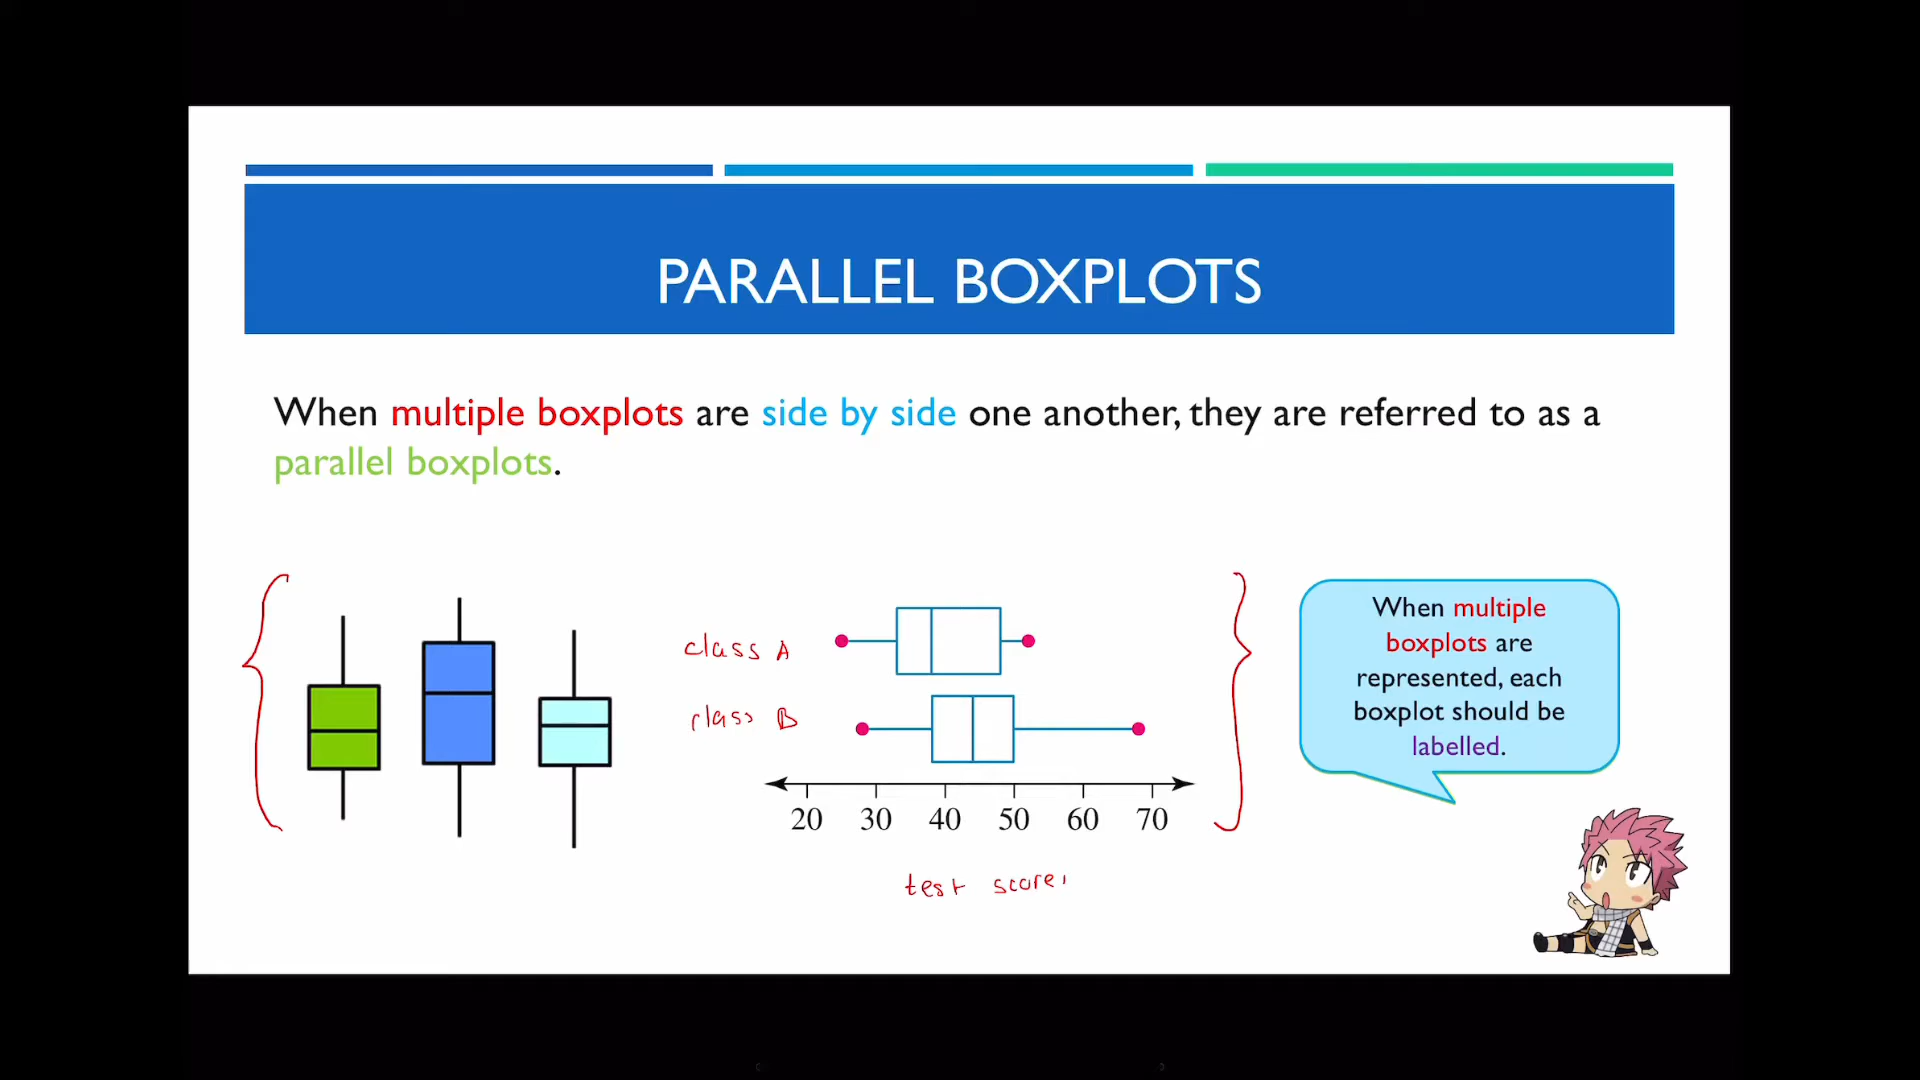 PARALLEL BOXPLOTS
When multiple boxplots are side by side one another, they are referred to as a
parallel boxplots.
class A
class B
20 30 40 50 60 70
test scores
When multiple
boxplots are
represented, each
boxplot should be
labelled.